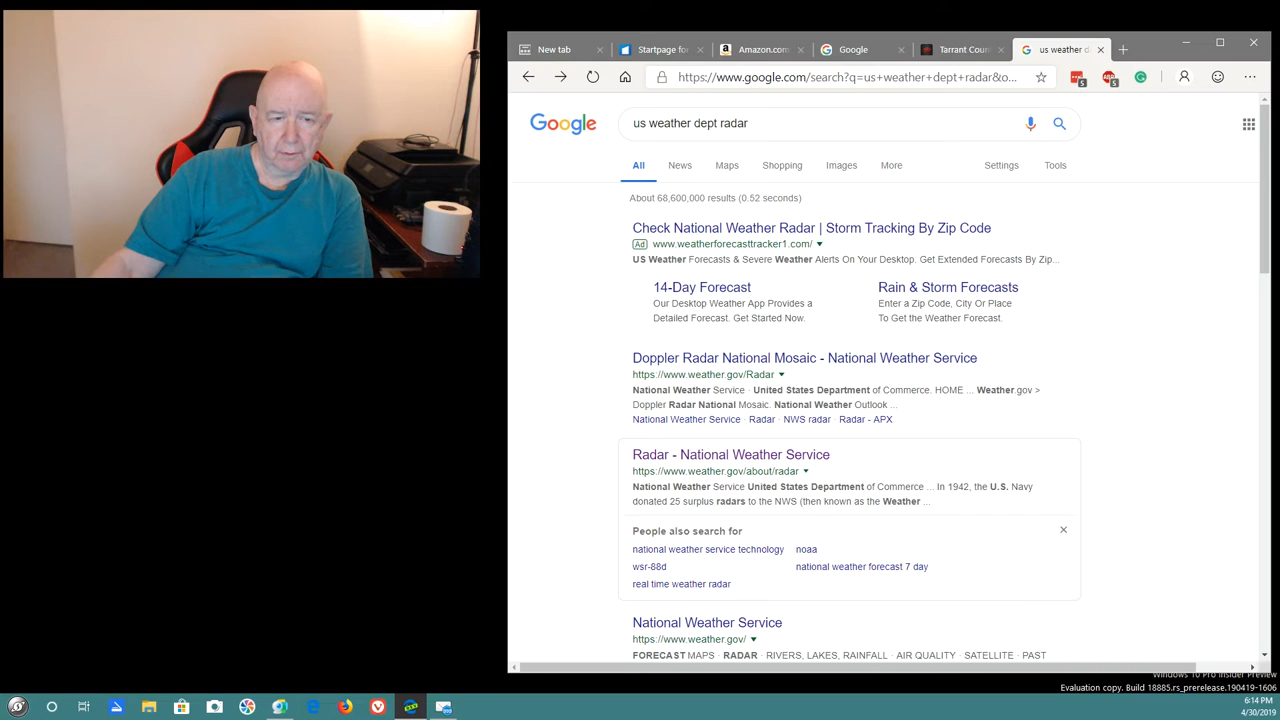 New tab
Startpage for
Amazon.com:
Google
Tarrant Coun
us weather d
https://www.google.com/search?q=us+weather+dept+radar&o...
5
5
Google
us weather dept radar
All
News
Maps
Shopping
Images
More
Settings
Tools
About 68,600,000 results (0.52 seconds)
Check National Weather Radar | Storm Tracking By Zip Code
Ad www.weatherforecasttracker1.com/
US Weather Forecasts & Severe Weather Alerts On Your Desktop. Get Extended Forecasts By Zip...
14-Day Forecast
Our Desktop Weather App Provides a
Detailed Forecast. Get Started Now.
Rain & Storm Forecasts
Enter a Zip Code, City Or Place
To Get the Weather Forecast.
Doppler Radar National Mosaic - National Weather Service
https://www.weather.gov/Radar
National Weather Service · United States Department of Commerce. HOME ... Weather.gov >
Doppler Radar National Mosaic. National Weather Outlook ...
National Weather Service · Radar · NWS radar · Radar - APX
Radar - National Weather Service
https://www.weather.gov/about/radar
National Weather Service United States Department of Commerce ... In 1942, the U.S. Navy
donated 25 surplus radars to the NWS (then known as the Weather ...
People also search for
national weather service technology
noaa
wsr-88d
national weather forecast 7 day
real time weather radar
National Weather Service
https://www.weather.gov/
FORECAST MAPS · RADAR · RIVERS, LAKES, RAINFALL · AIR QUALITY · SATELLITE · PAST
Windows 10 Pro Insider Preview
Evaluation copy. Build 18885.rs_prerelease.190419-1606
6:14 PM
4/30/2019